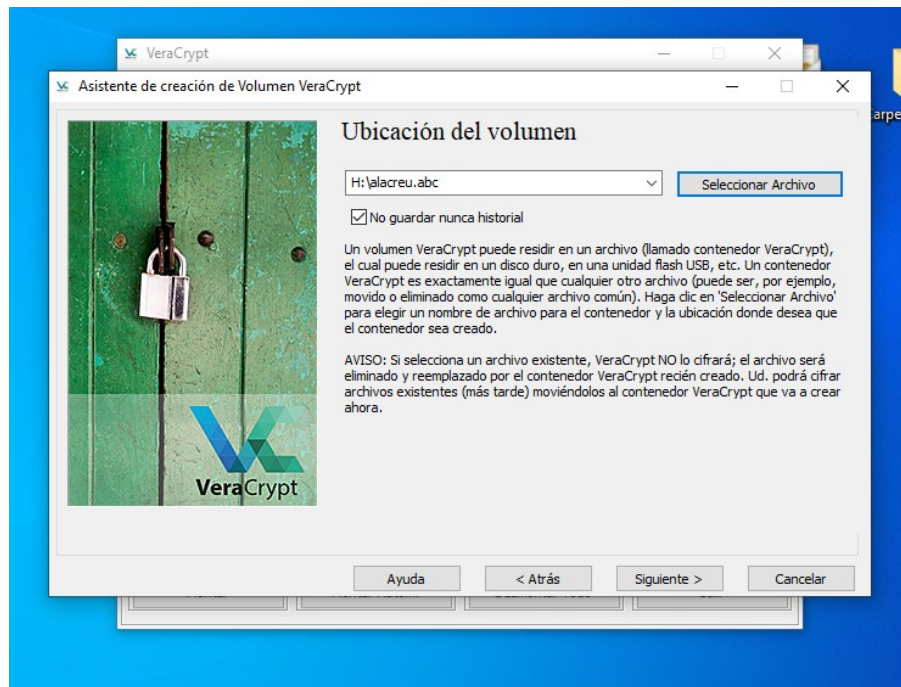 VeraCrypt
Asistente de creación de Volumen VeraCrypt
Ubicación del volumen
H:\alacreu.abc
Seleccionar Archivo
No guardar nunca historial
Un volumen VeraCrypt puede residir en un archivo (llamado contenedor VeraCrypt),
el cual puede residir en un disco duro, en una unidad flash USB, etc. Un contenedor
VeraCrypt es exactamente igual que cualquier otro archivo (puede ser, por ejemplo,
movido o eliminado como cualquier archivo común). Haga clic en 'Seleccionar Archivo'
para elegir un nombre de archivo para el contenedor y la ubicación donde desea que
el contenedor sea creado.
AVISO: Si selecciona un archivo existente, VeraCrypt NO lo cifrará; el archivo será
eliminado y reemplazado por el contenedor VeraCrypt recién creado. Ud. podrá cifrar
archivos existentes (más tarde) moviéndolos al contenedor VeraCrypt que va a crear
ahora.
VeraCrypt
Ayuda
< Atrás
Siguiente >
Cancelar